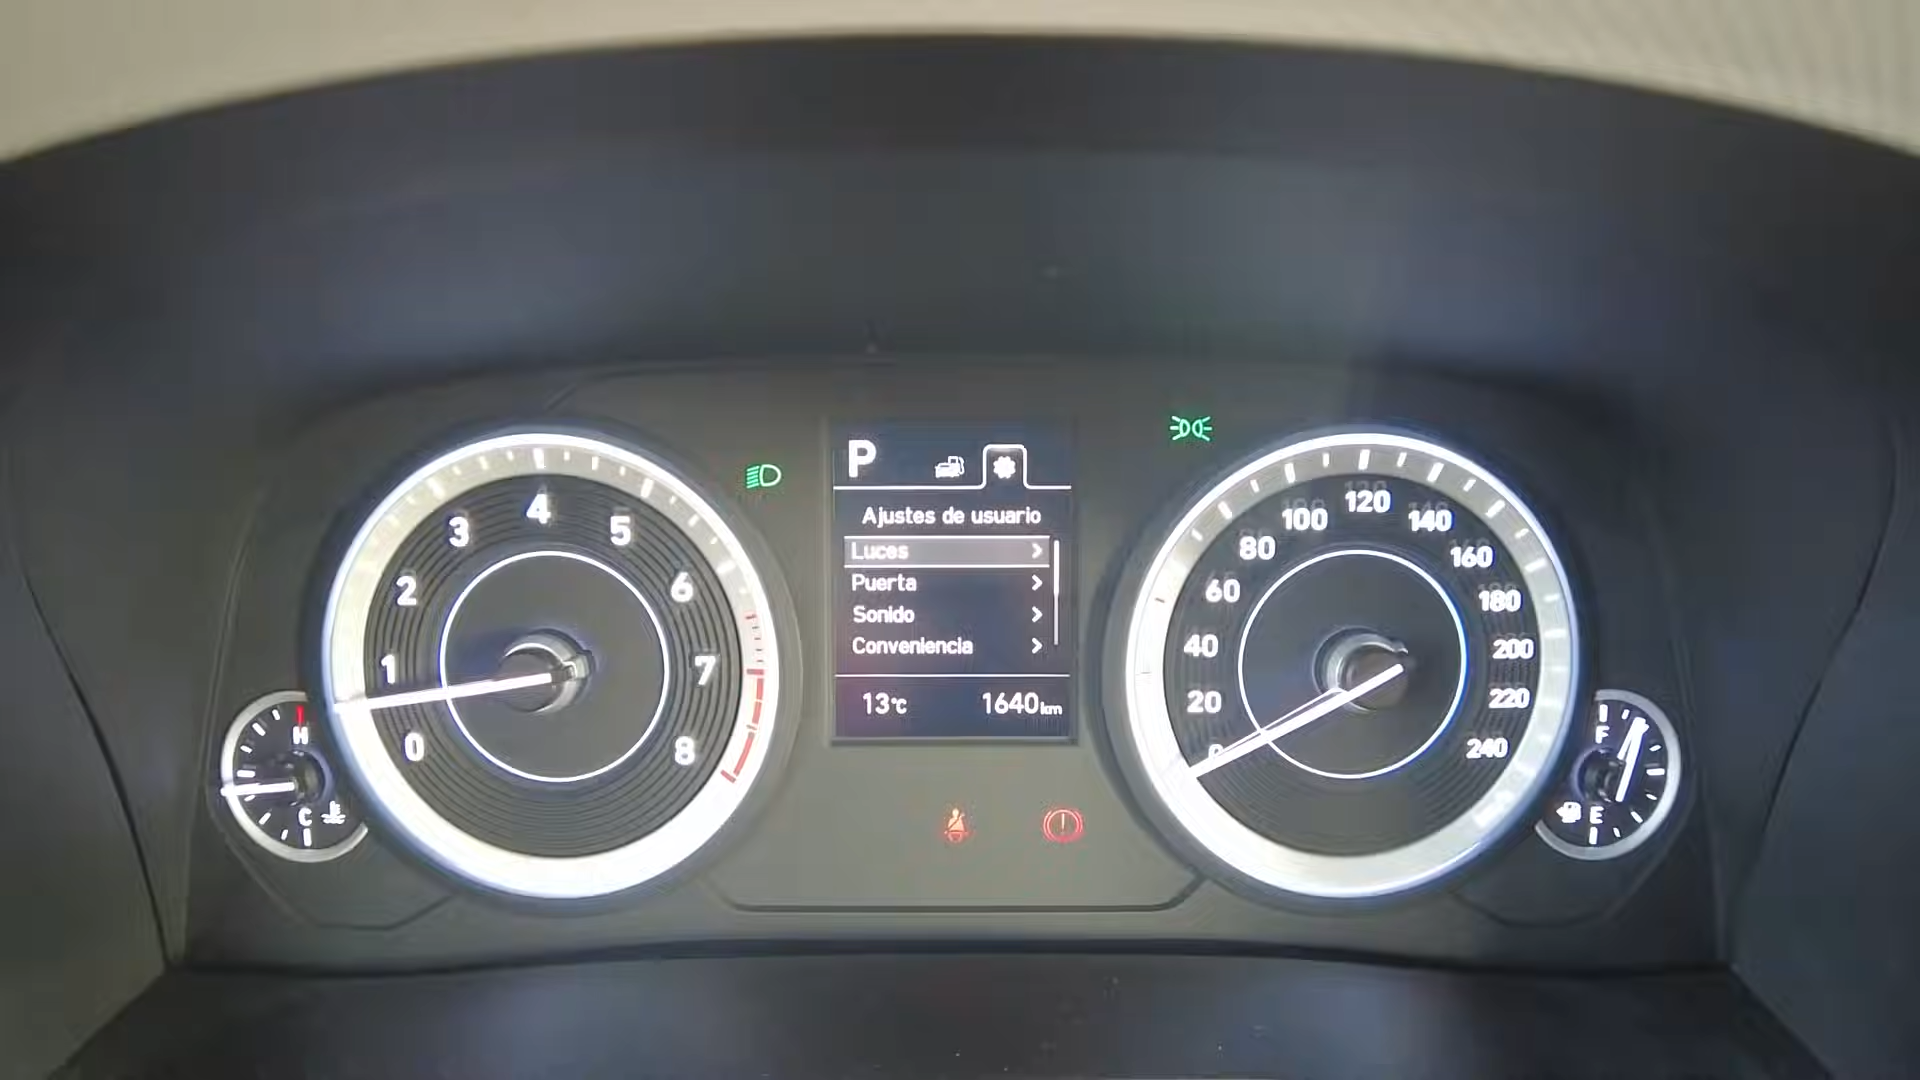 P
Ajustes de usuario
Luces
Puerta
Sonido
Conveniencia
13°C
1640km
0
1
2
3
4
5
6
7
8
H
C
0
20
40
60
80
100
120
140
160
180
200
220
240
F
E